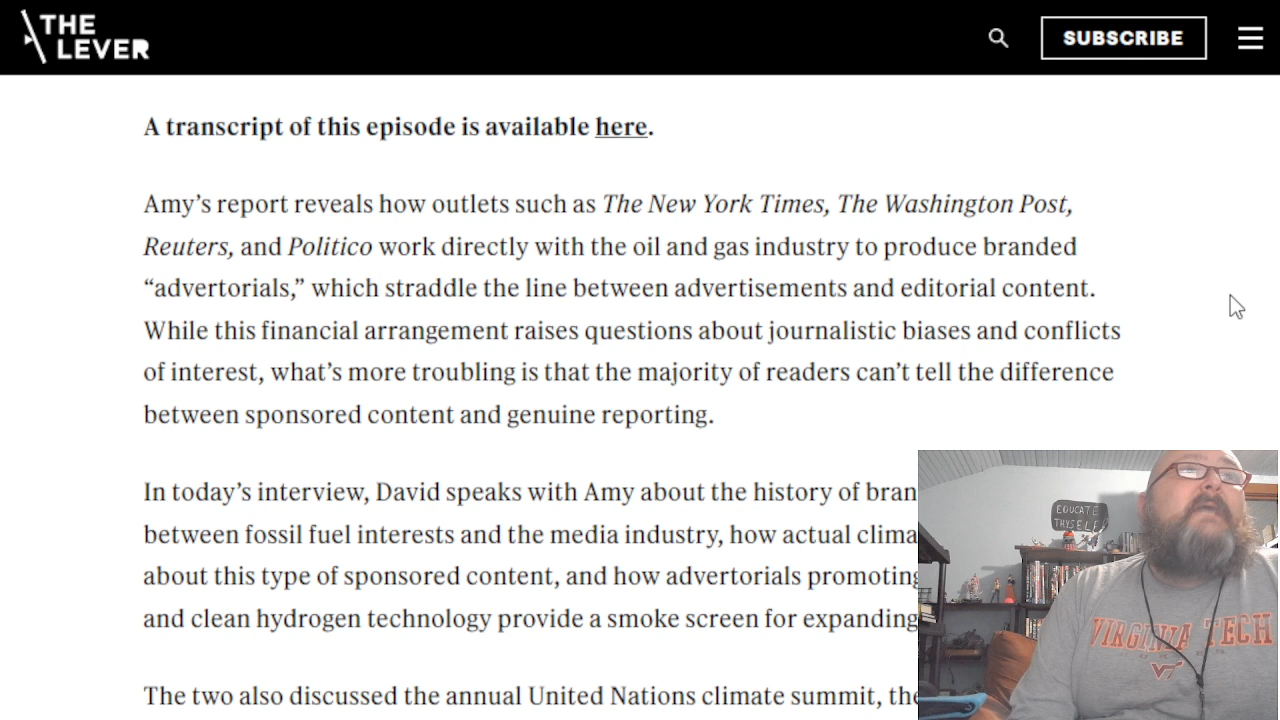 THE
LEVER
SUBSCRIBE
A transcript of this episode is available here.
Amy’s report reveals how outlets such as The New York Times, The Washington Post,
Reuters, and Politico work directly with the oil and gas industry to produce branded
“advertorials,” which straddle the line between advertisements and editorial content.
While this financial arrangement raises questions about journalistic biases and conflicts
of interest, what’s more troubling is that the majority of readers can’t tell the difference
between sponsored content and genuine reporting.
In today’s interview, David speaks with Amy about the history of bran
between fossil fuel interests and the media industry, how actual clima
about this type of sponsored content, and how advertorials promoting
and clean hydrogen technology provide a smoke screen for expanding
The two also discussed the annual United Nations climate summit, the
EDUCATE
THYSELF
VIRGINIA TECH